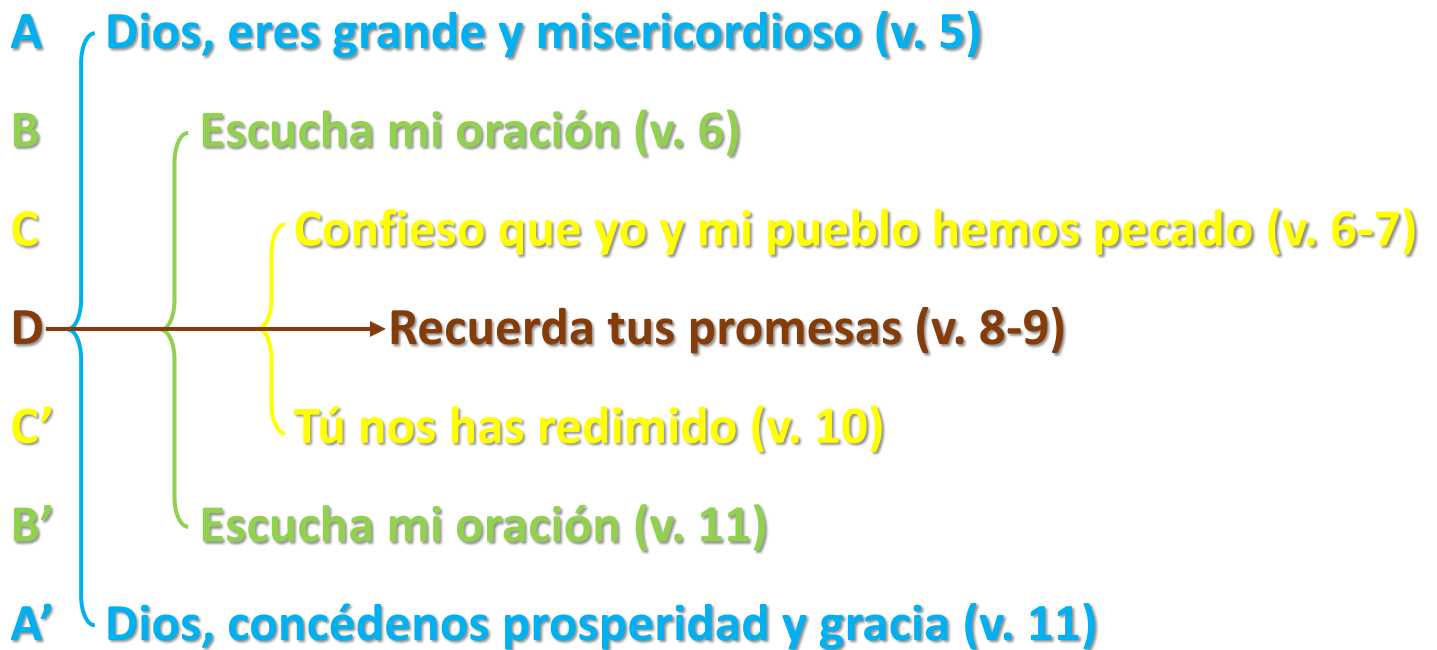 A Dios, eres grande y misericordioso (v. 5)
B Escucha mi oración (v. 6)
C Confieso que yo y mi pueblo hemos pecado (v. 6-7)
D Recuerda tus promesas (v. 8-9)
C’ Tú nos has redimido (v. 10)
B’ Escucha mi oración (v. 11)
A’ Dios, concédenos prosperidad y gracia (v. 11)